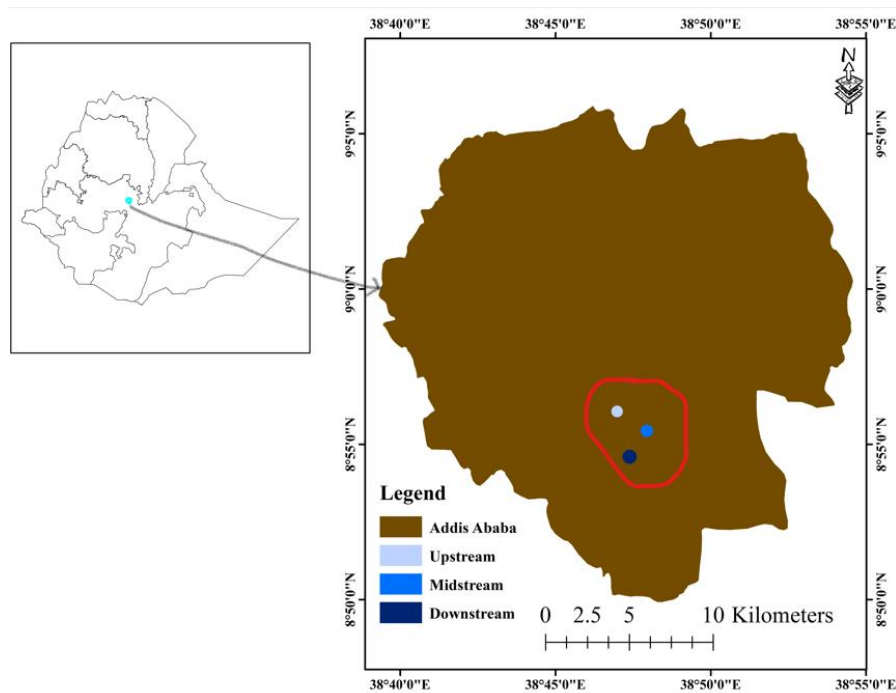 38°40'0"E 38°45'0"E 38°50'0"E 38°55'0"E
N
9°5'0"N 9°5'0"N
9°0'0"N 9°0'0"N
8°55'0"N 8°55'0"N
8°50'0"N 8°50'0"N
Legend
Addis Ababa
Upstream
Midstream
Downstream
0 2.5 5 10 Kilometers
38°40'0"E 38°45'0"E 38°50'0"E 38°55'0"E